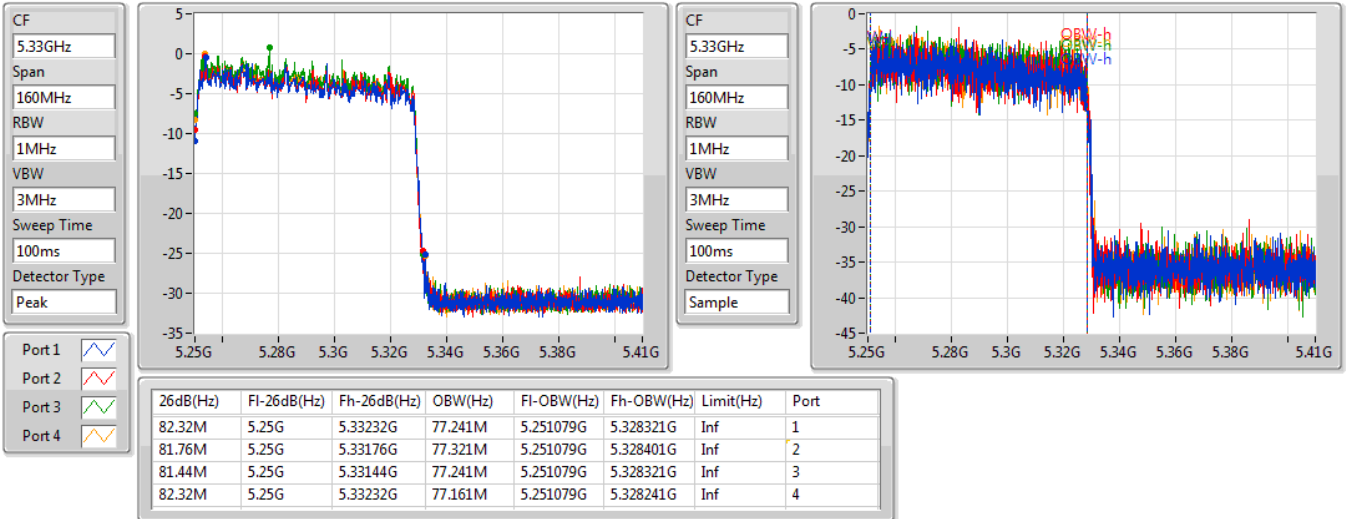 CF
5.33GHz
Span
160MHz
RBW
1MHz
VBW
3MHz
Sweep Time
100ms
Detector Type
Peak
5
0
-5
-10
-15
-20
-25
-30
-35
5.25G 5.28G 5.3G 5.32G 5.34G 5.36G 5.38G 5.41G
CF
5.33GHz
Span
160MHz
RBW
1MHz
VBW
3MHz
Sweep Time
100ms
Detector Type
Sample
0
-5
-10
-15
-20
-25
-30
-35
-40
-45
OBW-h
OBW-h
OBW-h
5.25G 5.28G 5.3G 5.32G 5.34G 5.36G 5.38G 5.41G
Port 1
Port 2
Port 3
Port 4
26dB(Hz) Fl-26dB(Hz) Fh-26dB(Hz) OBW(Hz) Fl-OBW(Hz) Fh-OBW(Hz) Limit(Hz) Port
82.32M 5.25G 5.33232G 77.241M 5.251079G 5.328321G Inf 1
81.76M 5.25G 5.33176G 77.321M 5.251079G 5.328401G Inf 2
81.44M 5.25G 5.33144G 77.241M 5.251079G 5.328321G Inf 3
82.32M 5.25G 5.33232G 77.161M 5.251079G 5.328241G Inf 4